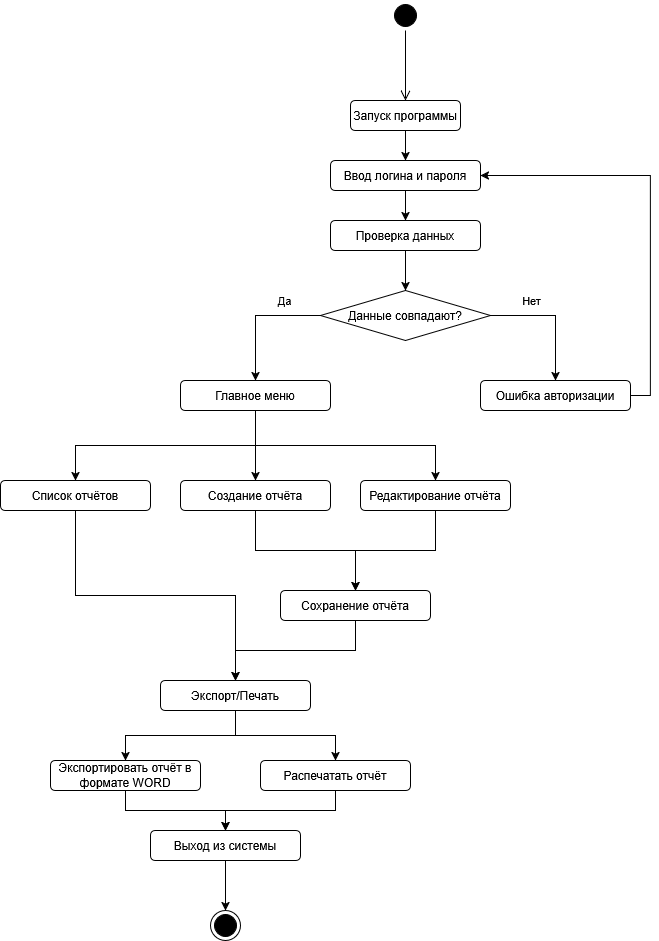 Запуск программы
Ввод логина и пароля
Проверка данных
Да
Нет
Данные совпадают?
Главное меню
Ошибка авторизации
Список отчётов
Создание отчёта
Редактирование отчёта
Сохранение отчёта
Экспорт/Печать
Экспортировать отчёт в
формате WORD
Распечатать отчёт
Выход из системы